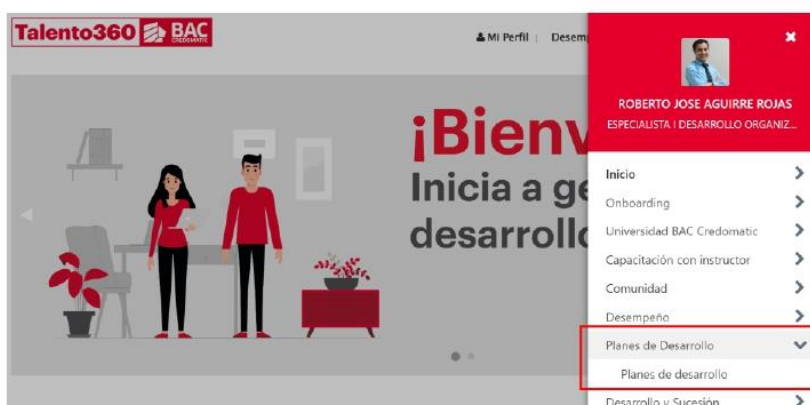 Talento360 BAC
CREDOMATIC
Mi Perfil | Desem
¡Bienv
Inicia a ge
desarrollo
ROBERTO JOSE AGUIRRE ROJAS
ESPECIALISTA I DESARROLLO ORGANIZ...
Inicio
Onboarding
Universidad BAC Credomatic
Capacitación con instructor
Comunidad
Desempeño
Planes de Desarrollo
Planes de desarrollo
Desarrollo y Sucesión